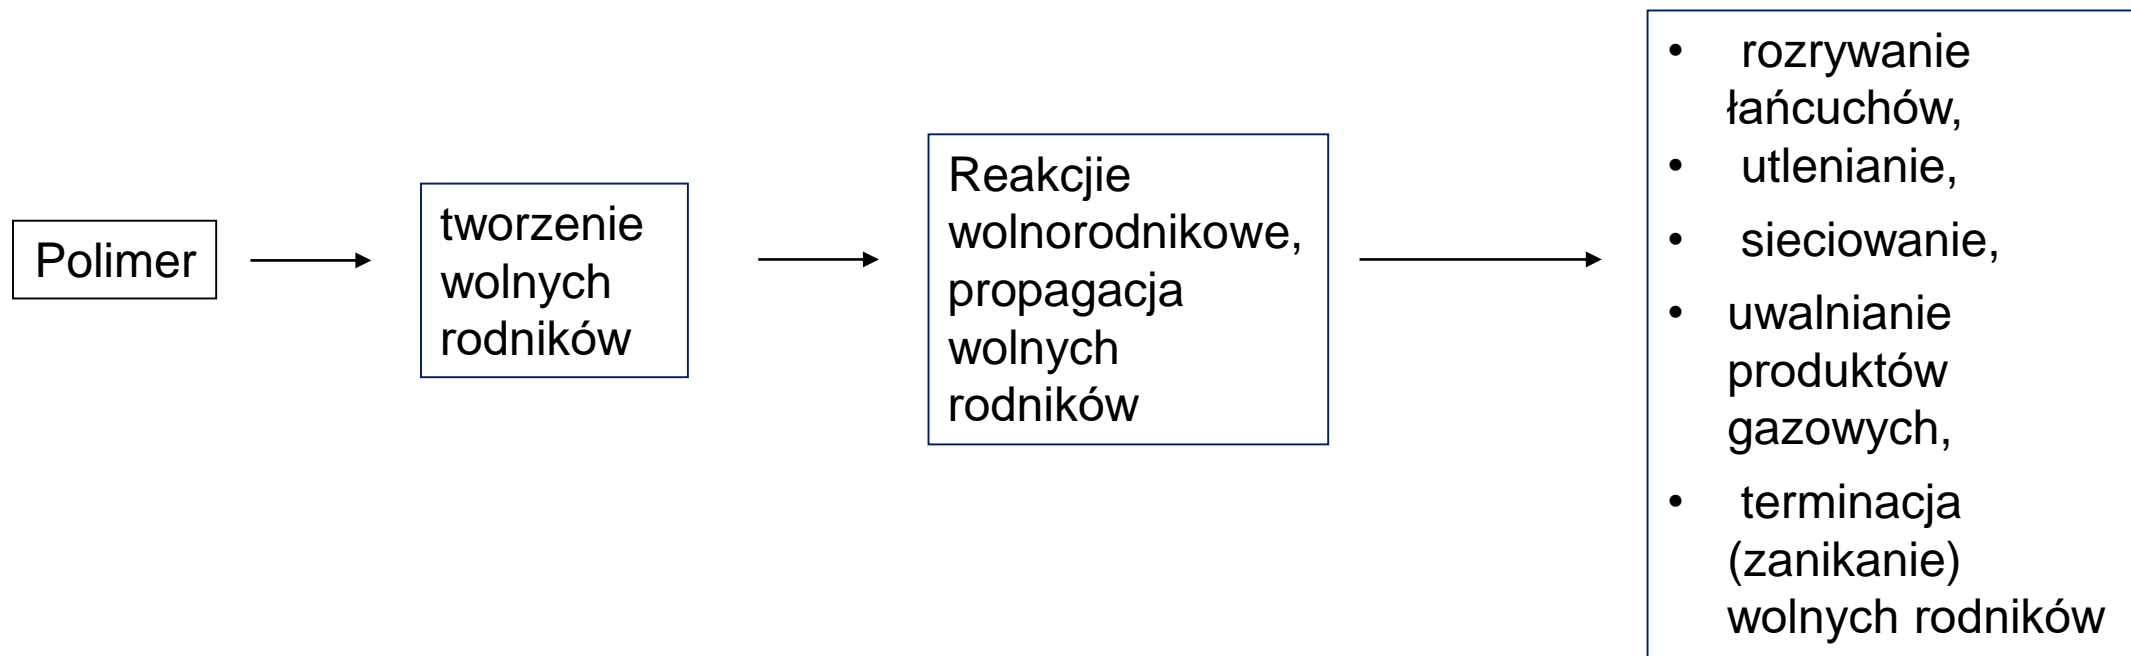 Polimer
tworzenie
wolnych
rodników
Reakcjie
wolnorodnikowe,
propagacja
wolnych
rodników
• rozrywanie
łańcuchów,
• utlenianie,
• sieciowanie,
• uwalnianie
produktów
gazowych,
• terminacja
(zanikanie)
wolnych rodników